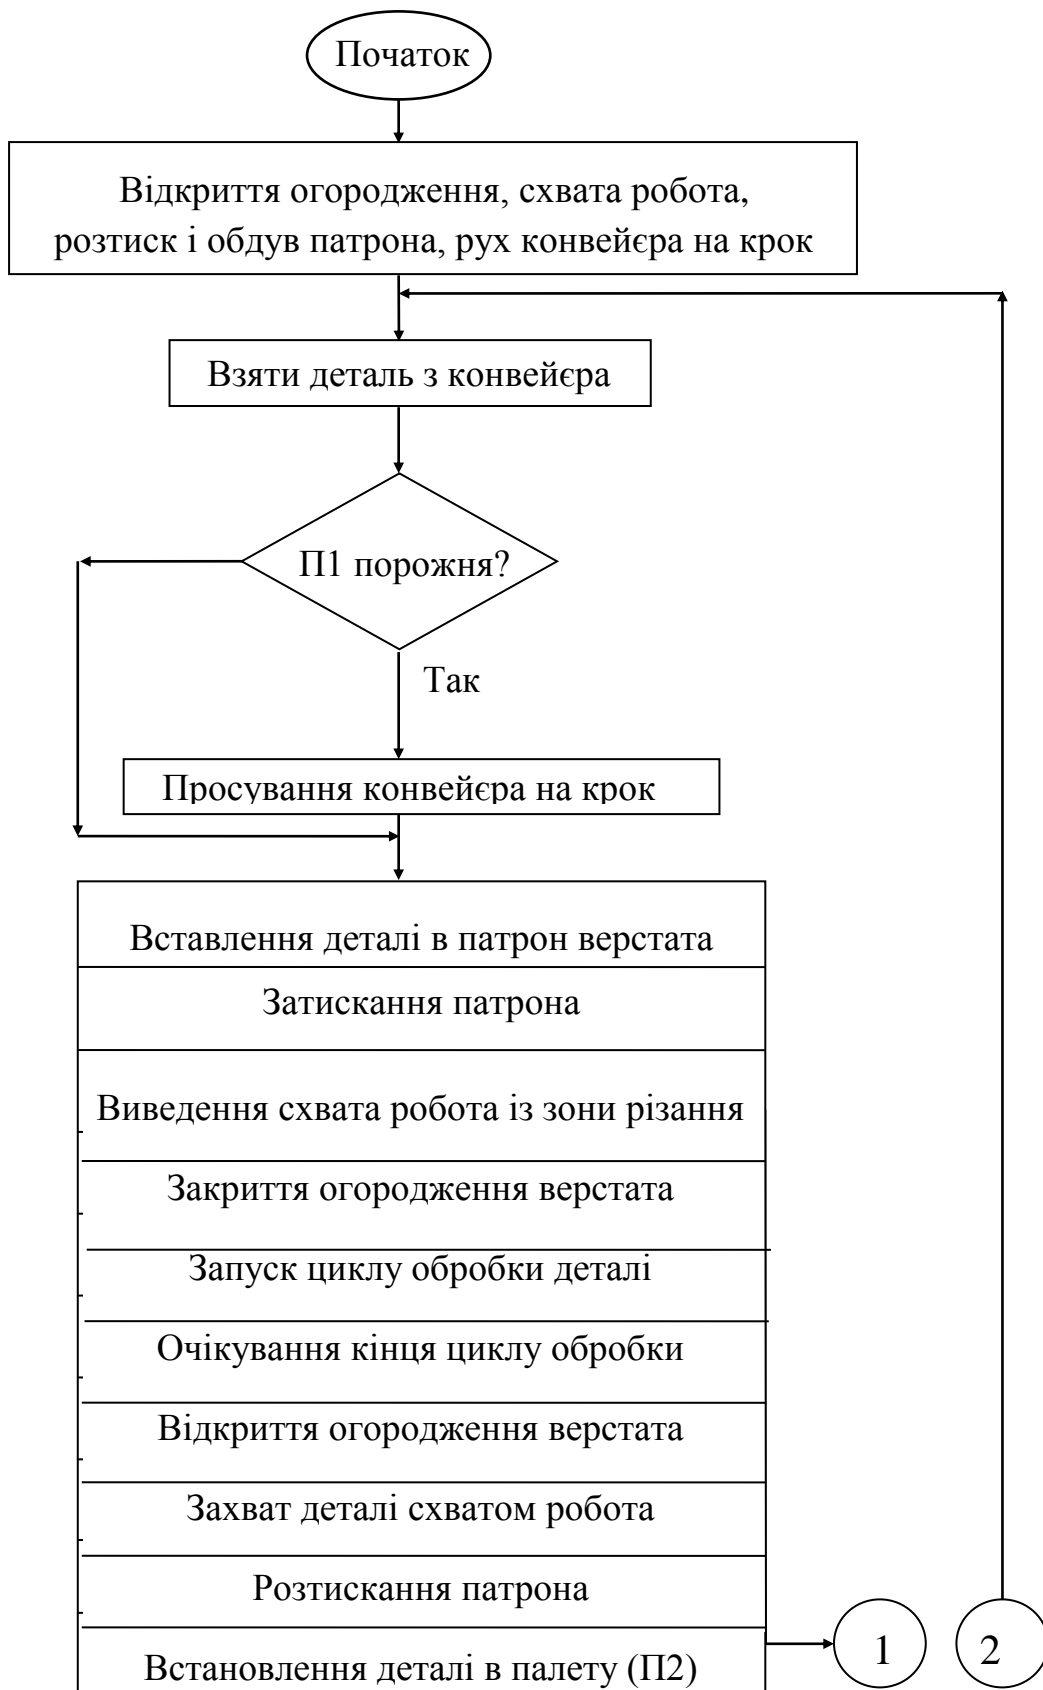 Початок
Відкриття огородження, схвата робота,
розтиск і обдув патрона, рух конвейєра на крок
Взяти деталь з конвейєра
П1 порожня?
Так
Просування конвейєра на крок
Вставлення деталі в патрон верстата
Затискання патрона
Виведення схвата робота із зони різання
Закриття огородження верстата
Запуск циклу обробки деталі
Очікування кінця циклу обробки
Відкриття огородження верстата
Захват деталі схватом робота
Розтискання патрона
Встановлення деталі в палету (П2)
1
2